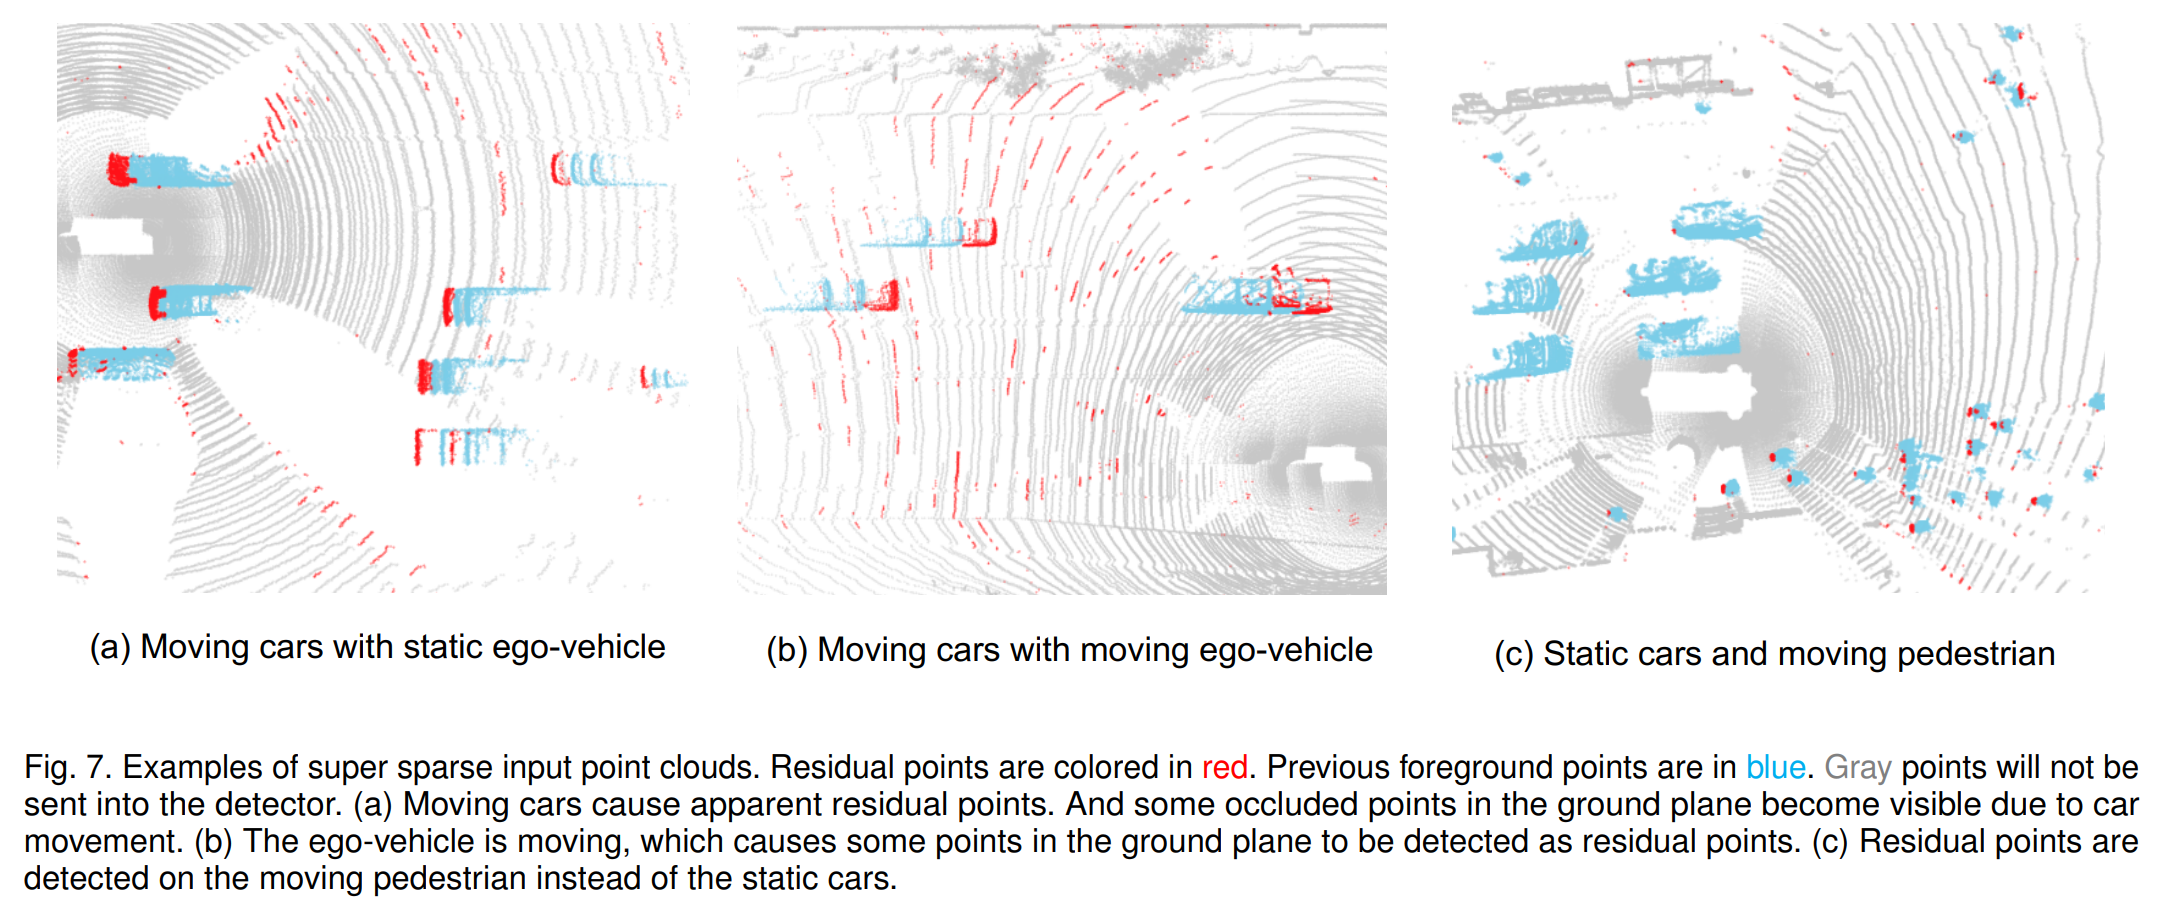 (a) Moving cars with static ego-vehicle
(b) Moving cars with moving ego-vehicle
(c) Static cars and moving pedestrian
Fig. 7. Examples of super sparse input point clouds. Residual points are colored in red. Previous foreground points are in blue. Gray points will not be
sent into the detector. (a) Moving cars cause apparent residual points. And some occluded points in the ground plane become visible due to car
movement. (b) The ego-vehicle is moving, which causes some points in the ground plane to be detected as residual points. (c) Residual points are
detected on the moving pedestrian instead of the static cars.